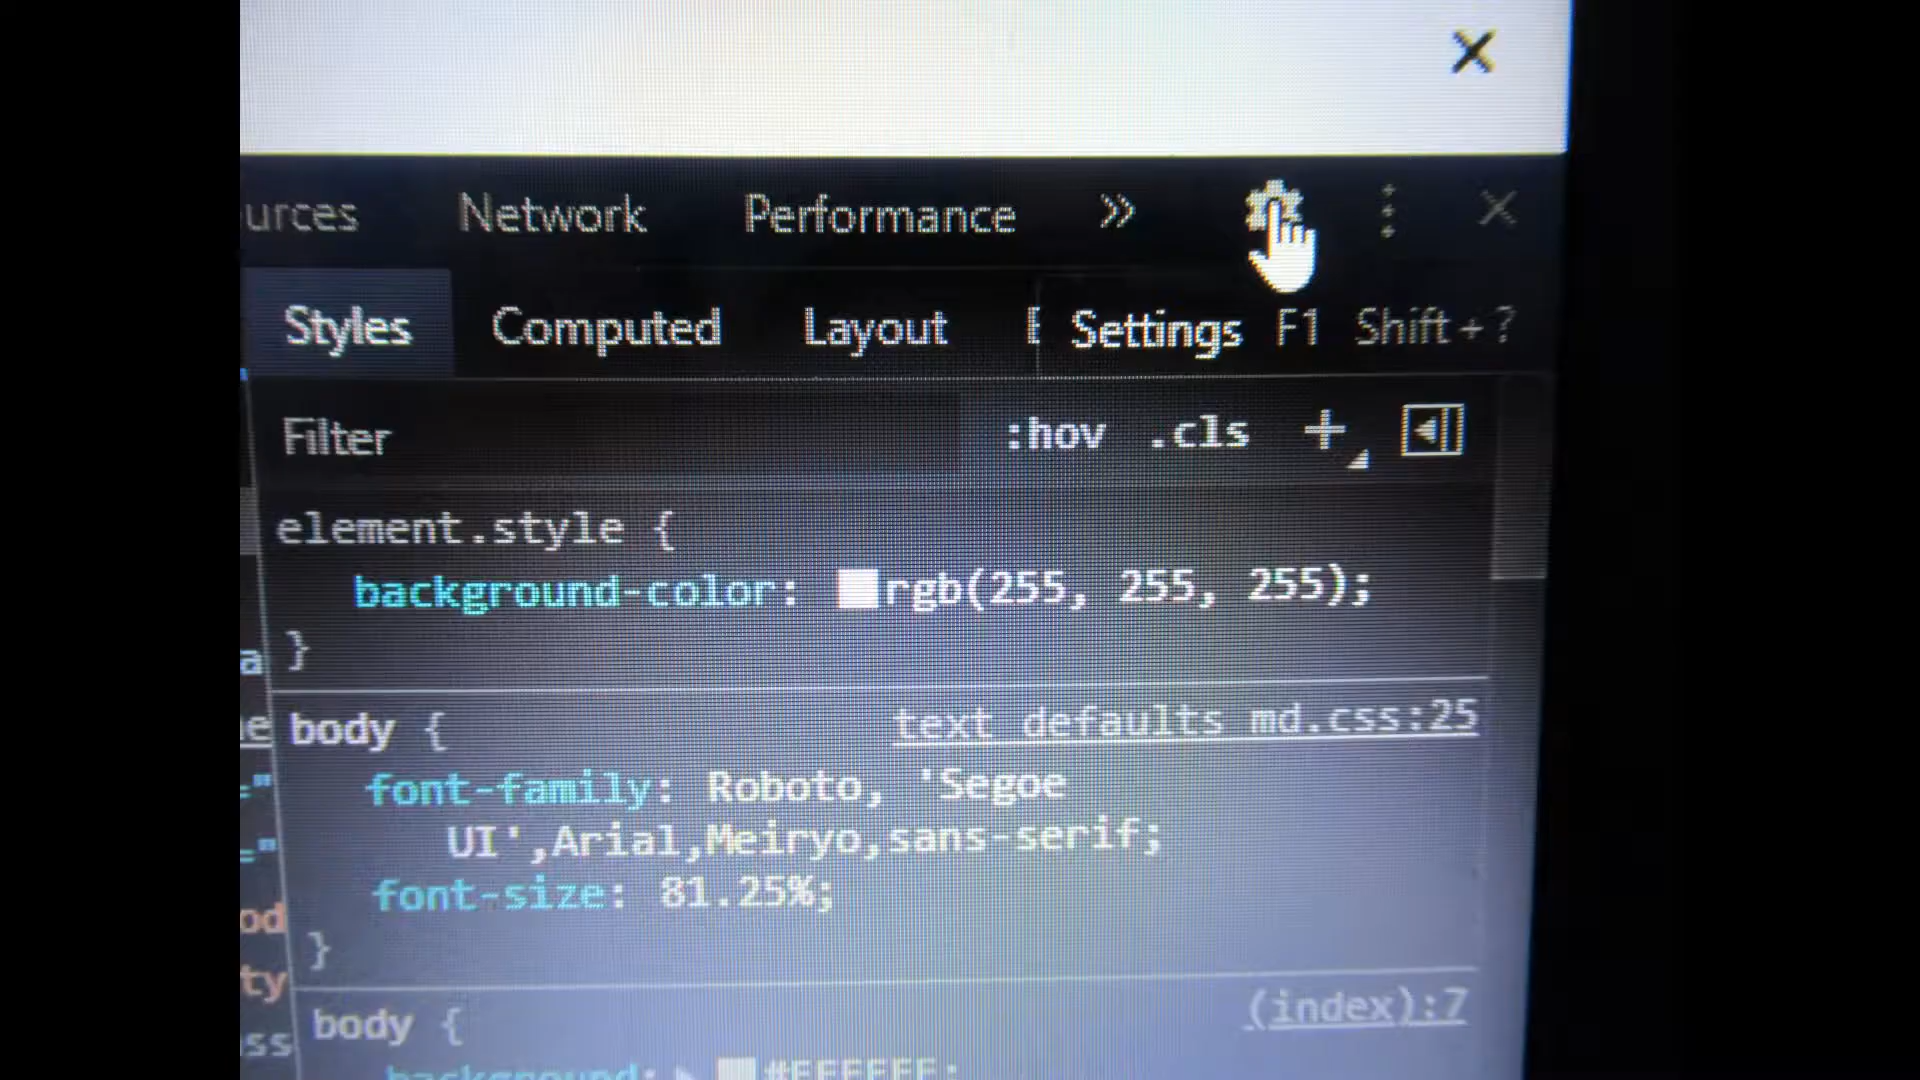 urces Network Performance »
Styles Computed Layout Settings F1 Shift+?
Filter :hov .cls +
element.style {
background-color: rgb(255, 255, 255);
}
body { text_defaults_md.css:25
font-family: Roboto, 'Segoe
UI',Arial,Meiryo,sans-serif;
font-size: 81.25%;
}
body { (index):7
background: #FFFFFF;